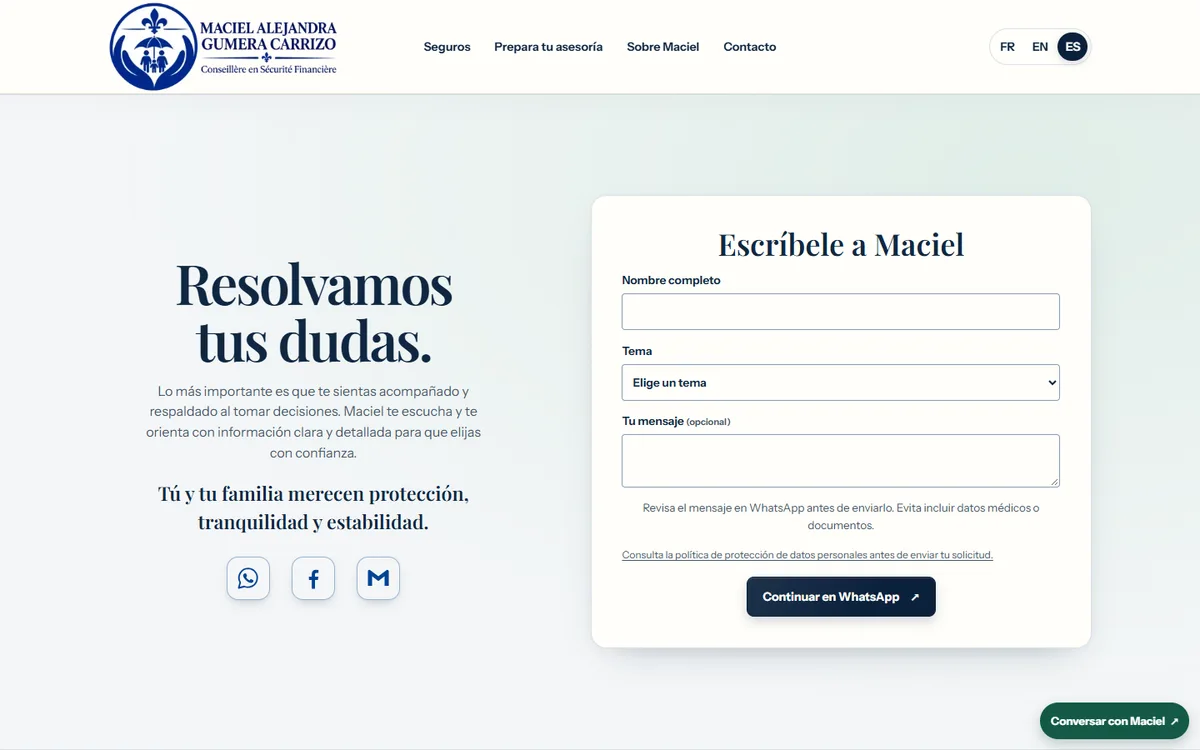 MACIEL ALEJANDRA
GUMERA CARRIZO
Conseillère en Sécurité Financière
Seguros
Prepara tu asesoría
Sobre Maciel
Contacto
FR
EN
ES
Resolvamos
tus dudas.
Lo más importante es que te sientas acompañado y
respaldado al tomar decisiones. Maciel te escucha y te
orienta con información clara y detallada para que elijas
con confianza.
Tú y tu familia merecen protección,
tranquilidad y estabilidad.
Escríbele a Maciel
Nombre completo
Tema
Elige un tema
Tu mensaje (opcional)
Revisa el mensaje en WhatsApp antes de enviarlo. Evita incluir datos médicos o
documentos.
Consulta la política de protección de datos personales antes de enviar tu solicitud.
Continuar en WhatsApp ↗
Conversar con Maciel ↗